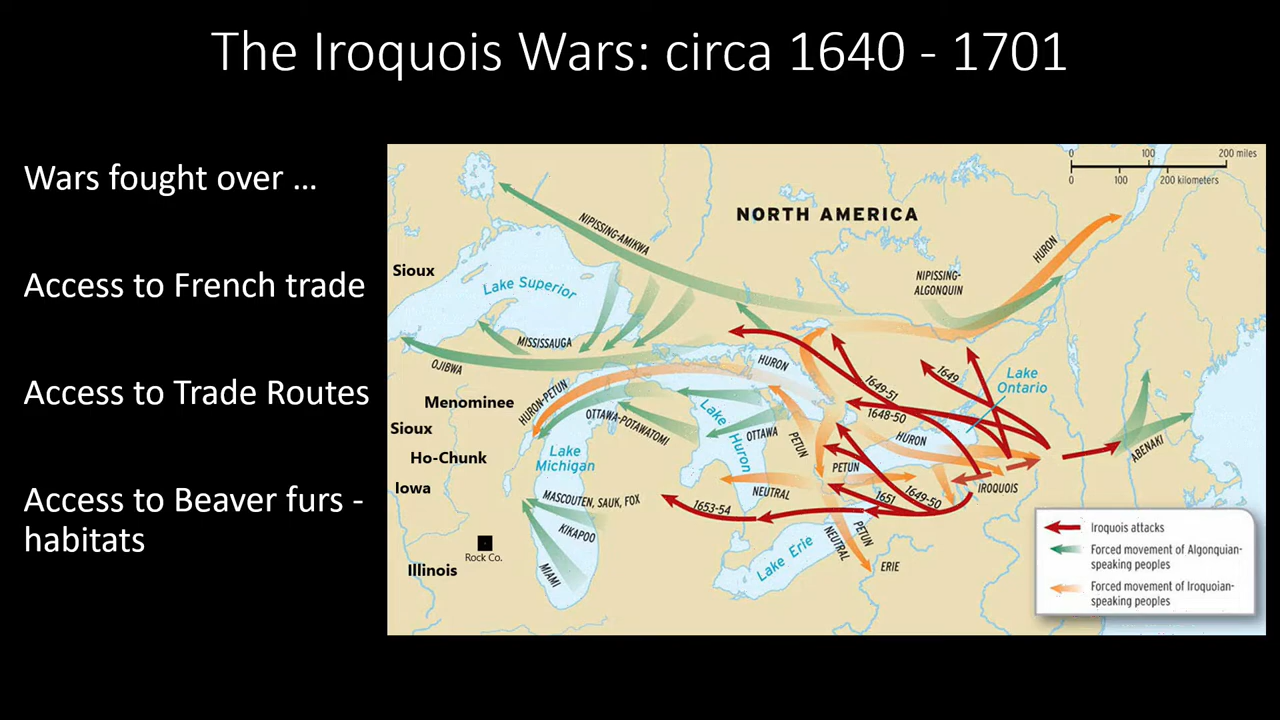 The Iroquois Wars: circa 1640 - 1701
Wars fought over ...
Access to French trade
Access to Trade Routes
Access to Beaver furs -
habitats
0 100 200 miles
0 100 200 kilometers
NORTH AMERICA
NIPISSING-AMIKWA
HURON
Sioux
Lake Superior
NIPISSING-
ALGONQUIN
MISSISSAUGA
OJIBWA
HURON
1649-51
1649
Lake
Ontario
HURON-PETUN
Menominee
OTTAWA-POTAWATOMI
Lake Huron
1648-50
Sioux
OTTAWA
PETUN
HURON
ABENAKI
Ho-Chunk
Lake
Michigan
PETUN
Iowa
MASCOUTEN, SAUK, FOX
NEUTRAL
1651
1649-50
IROQUOIS
1653-54
KIKAPOO
Rock Co.
Illinois
MIAMI
Lake Erie
NEUTRAL
PETUN
ERIE
Iroquois attacks
Forced movement of Algonquian-
speaking peoples
Forced movement of Iroquoian-
speaking peoples